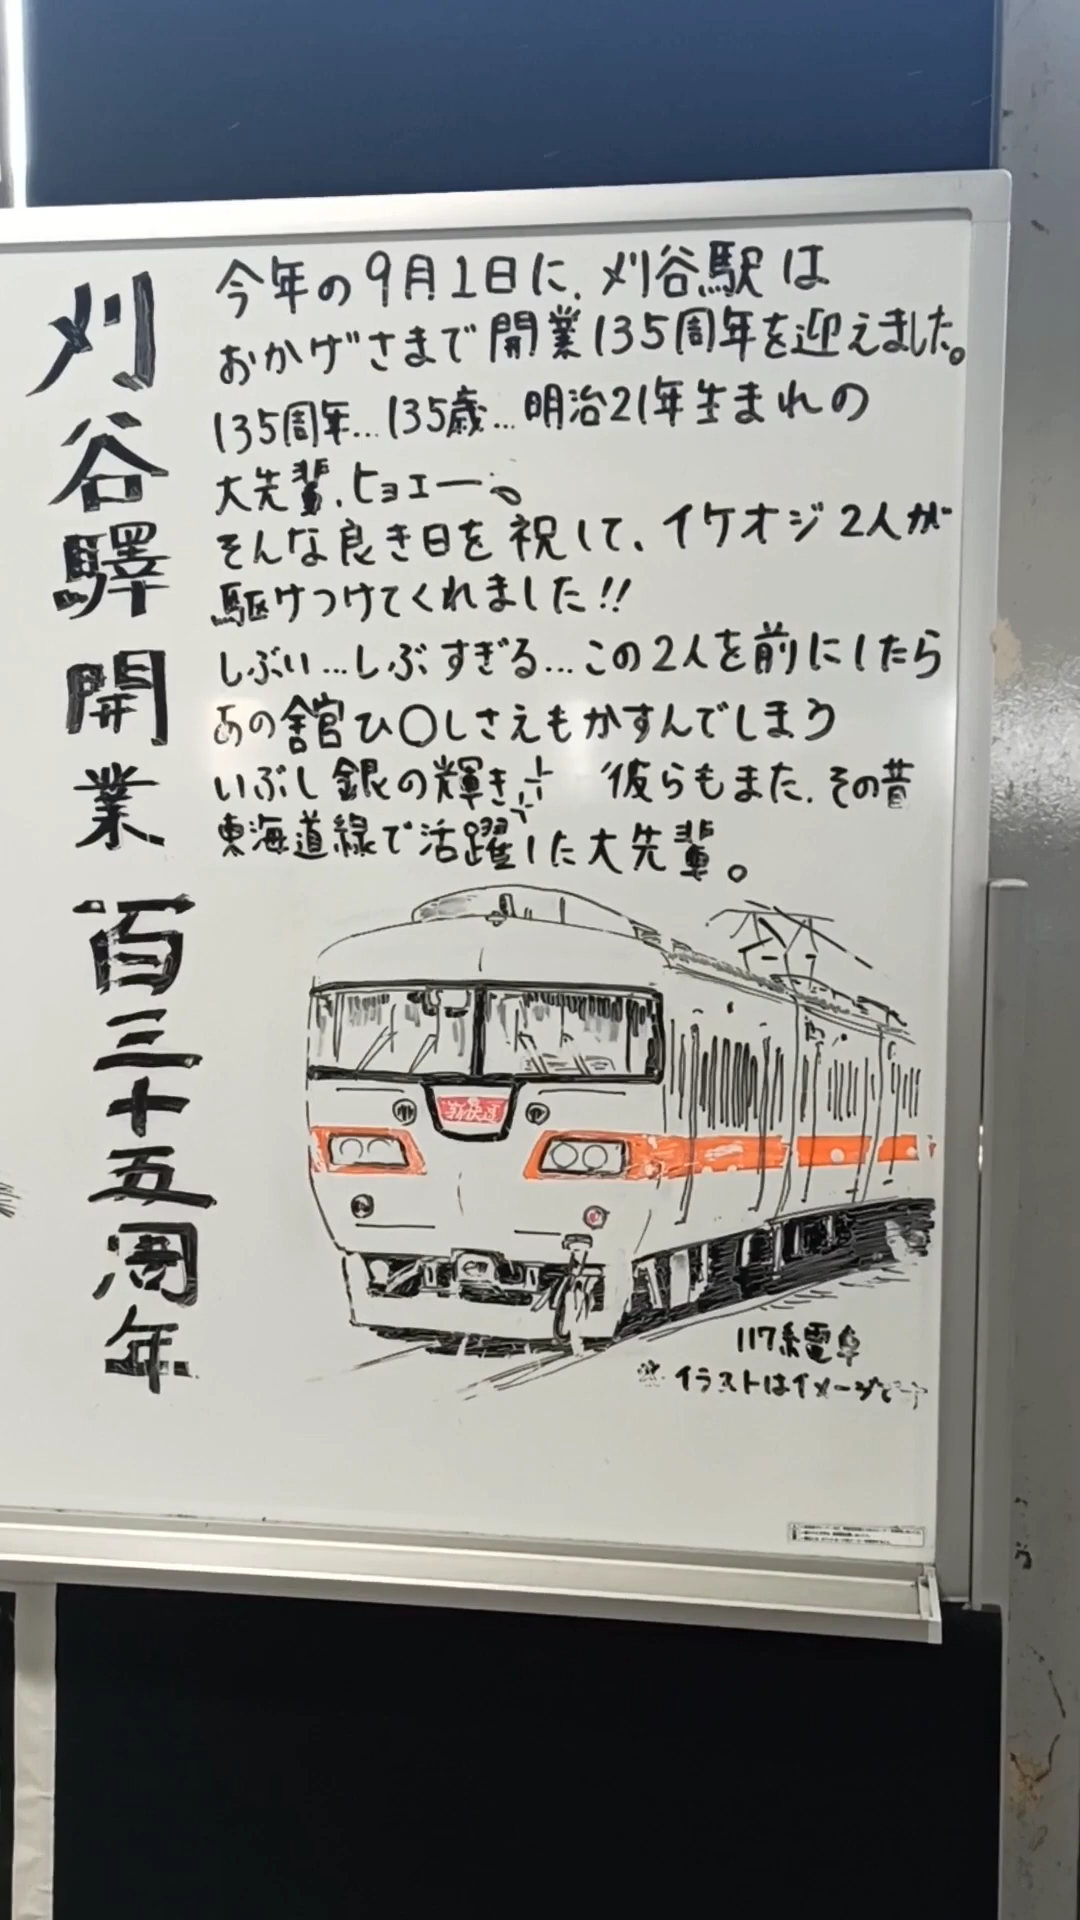 刈谷驛開業 百三十五周年
今年の9月1日に、刈谷駅は
おかげさまで開業135周年を迎えました。
135周年…135歳…明治21年生まれの
大先輩、ヒョエー。
そんな良き日を祝して、イケオジ2人が
駆けつけてくれました!!
しぶい…しぶすぎる…この2人を前にしたら
あの舘ひ〇しさえもかすんでしまう
いぶし銀の輝き 彼らもまた、その昔
東海道線で活躍した大先輩。
新快速
117系電車
※イラストはイメージです